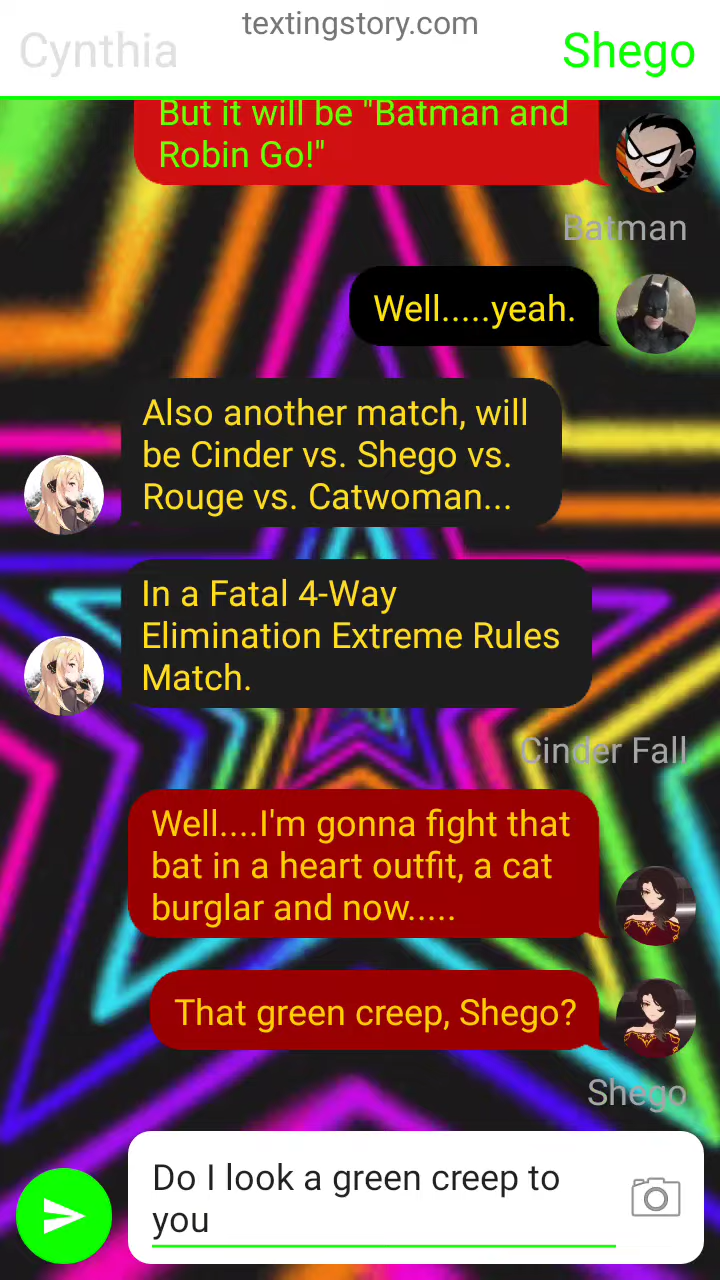 textingstory.com
Cynthia
Shego
But it will be "Batman and
Robin Go!"
Batman
Well.....yeah.
Also another match, will
be Cinder vs. Shego vs.
Rouge vs. Catwoman...
In a Fatal 4-Way
Elimination Extreme Rules
Match.
Cinder Fall
Well....I'm gonna fight that
bat in a heart outfit, a cat
burglar and now.....
That green creep, Shego?
Shego
Do I look a green creep to
you